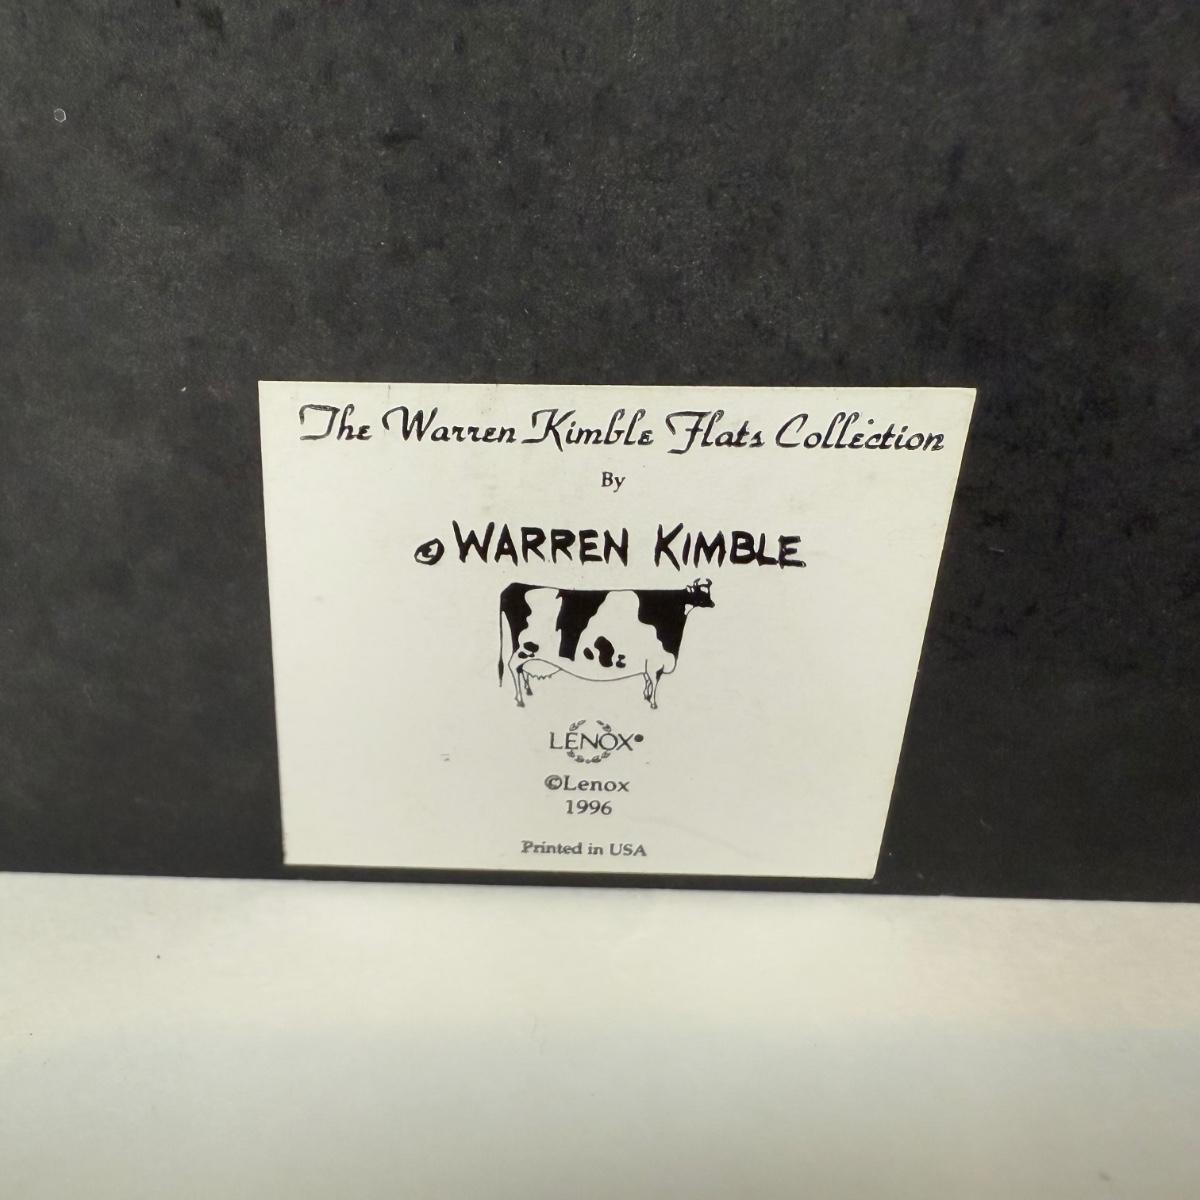 The Warren Kimble Flats Collection
By
© WARREN KIMBLE
LENOX®
©Lenox
1996
Printed in USA